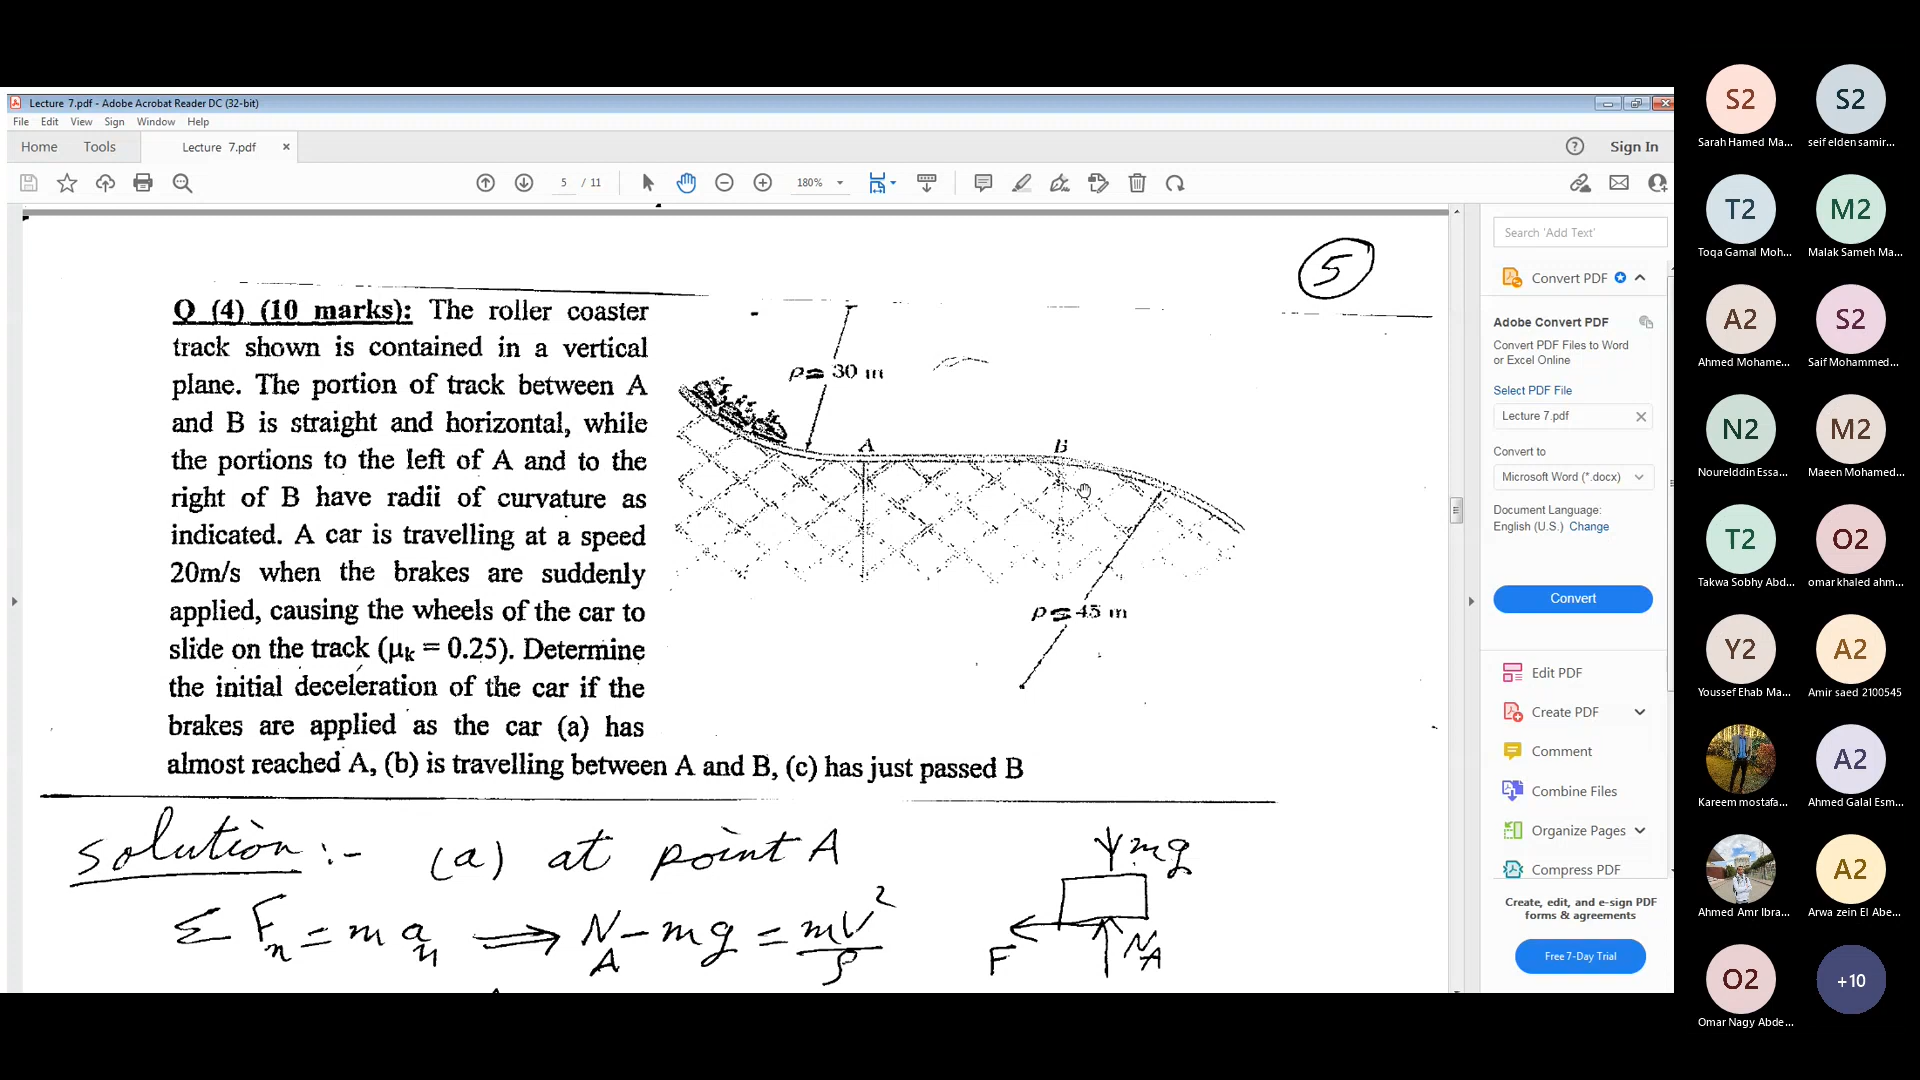 Lecture 7.pdf - Adobe Acrobat Reader DC (32-bit)
File Edit View Sign Window Help
Home Tools Lecture 7.pdf × Sign In
5 / 11 180%
5
Q (4) (10 marks): The roller coaster
track shown is contained in a vertical
plane. The portion of track between A
and B is straight and horizontal, while
the portions to the left of A and to the
right of B have radii of curvature as
indicated. A car is travelling at a speed
20m/s when the brakes are suddenly
applied, causing the wheels of the car to
slide on the track (μk = 0.25). Determine
the initial deceleration of the car if the
brakes are applied as the car (a) has
almost reached A, (b) is travelling between A and B, (c) has just passed B
ρ = 30 m
A
B
ρ = 45 m
solution :- (a) at point A
Σ Fn = m an ⟹ NA - mg = mV²/ρ
mg
F
NA
Search 'Add Text'
Convert PDF
Adobe Convert PDF
Convert PDF Files to Word
or Excel Online
Select PDF File
Lecture 7.pdf
Convert to
Microsoft Word (*.docx)
Document Language:
English (U.S.) Change
Convert
Edit PDF
Create PDF
Comment
Combine Files
Organize Pages
Compress PDF
Create, edit, and e-sign PDF
forms & agreements
Free 7-Day Trial
S2 S2
Sarah Hamed Ma... seif elden samir...
T2 M2
Toqa Gamal Moh... Malak Sameh Ma...
A2 S2
Ahmed Mohame... Saif Mohammed...
N2 M2
Nourelddin Essa... Maeen Mohamed...
T2 O2
Takwa Sobhy Abd... omar khaled ahm...
Y2 A2
Youssef Ehab Ma... Amir saed 2100545
A2
Kareem mostafa... Ahmed Galal Esm...
A2
Ahmed Amr Ibra... Arwa zein El Abe...
O2 +10
Omar Nagy Abde...